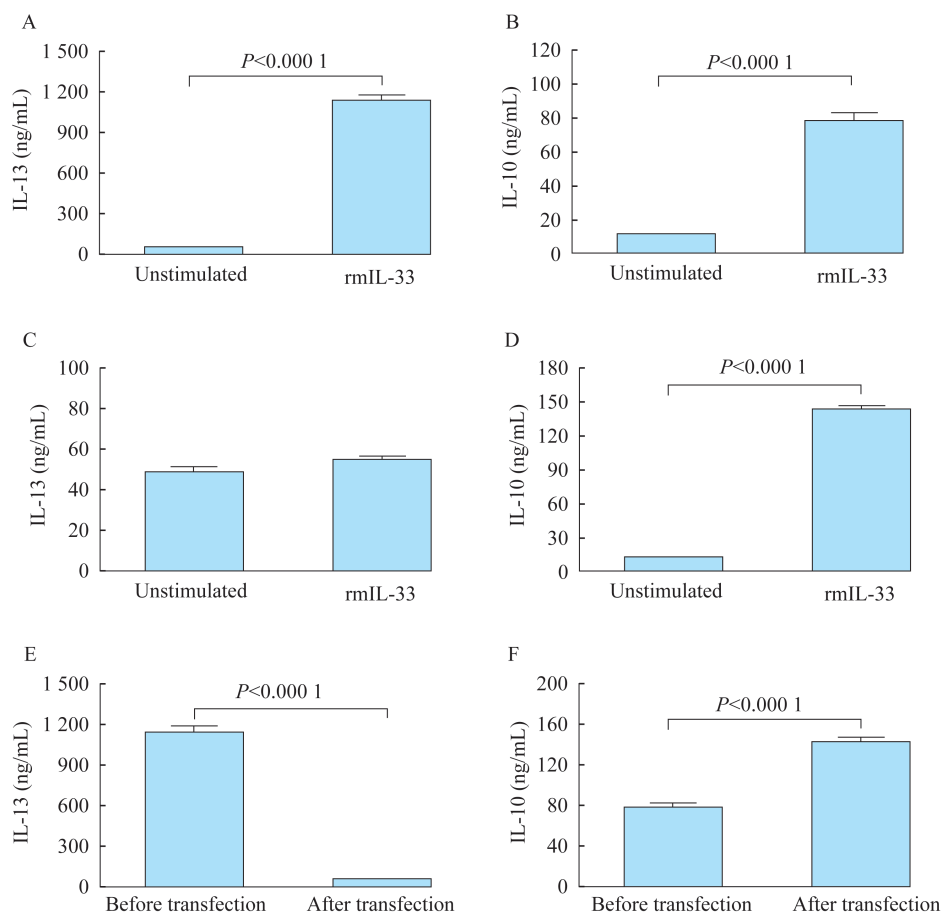 A
IL-13 (ng/mL)
1 500
1 200
900
600
300
0
P<0.000 1
Unstimulated
rmIL-33
B
IL-10 (ng/mL)
120
100
80
60
40
20
0
P<0.000 1
Unstimulated
rmIL-33
C
IL-13 (ng/mL)
100
80
60
40
20
0
Unstimulated
rmIL-33
D
IL-10 (ng/mL)
180
150
120
90
60
30
0
P<0.000 1
Unstimulated
rmIL-33
E
IL-13 (ng/mL)
1 500
1 200
900
600
300
0
P<0.000 1
Before transfection
After transfection
F
IL-10 (ng/mL)
200
160
120
80
40
0
P<0.000 1
Before transfection
After transfection